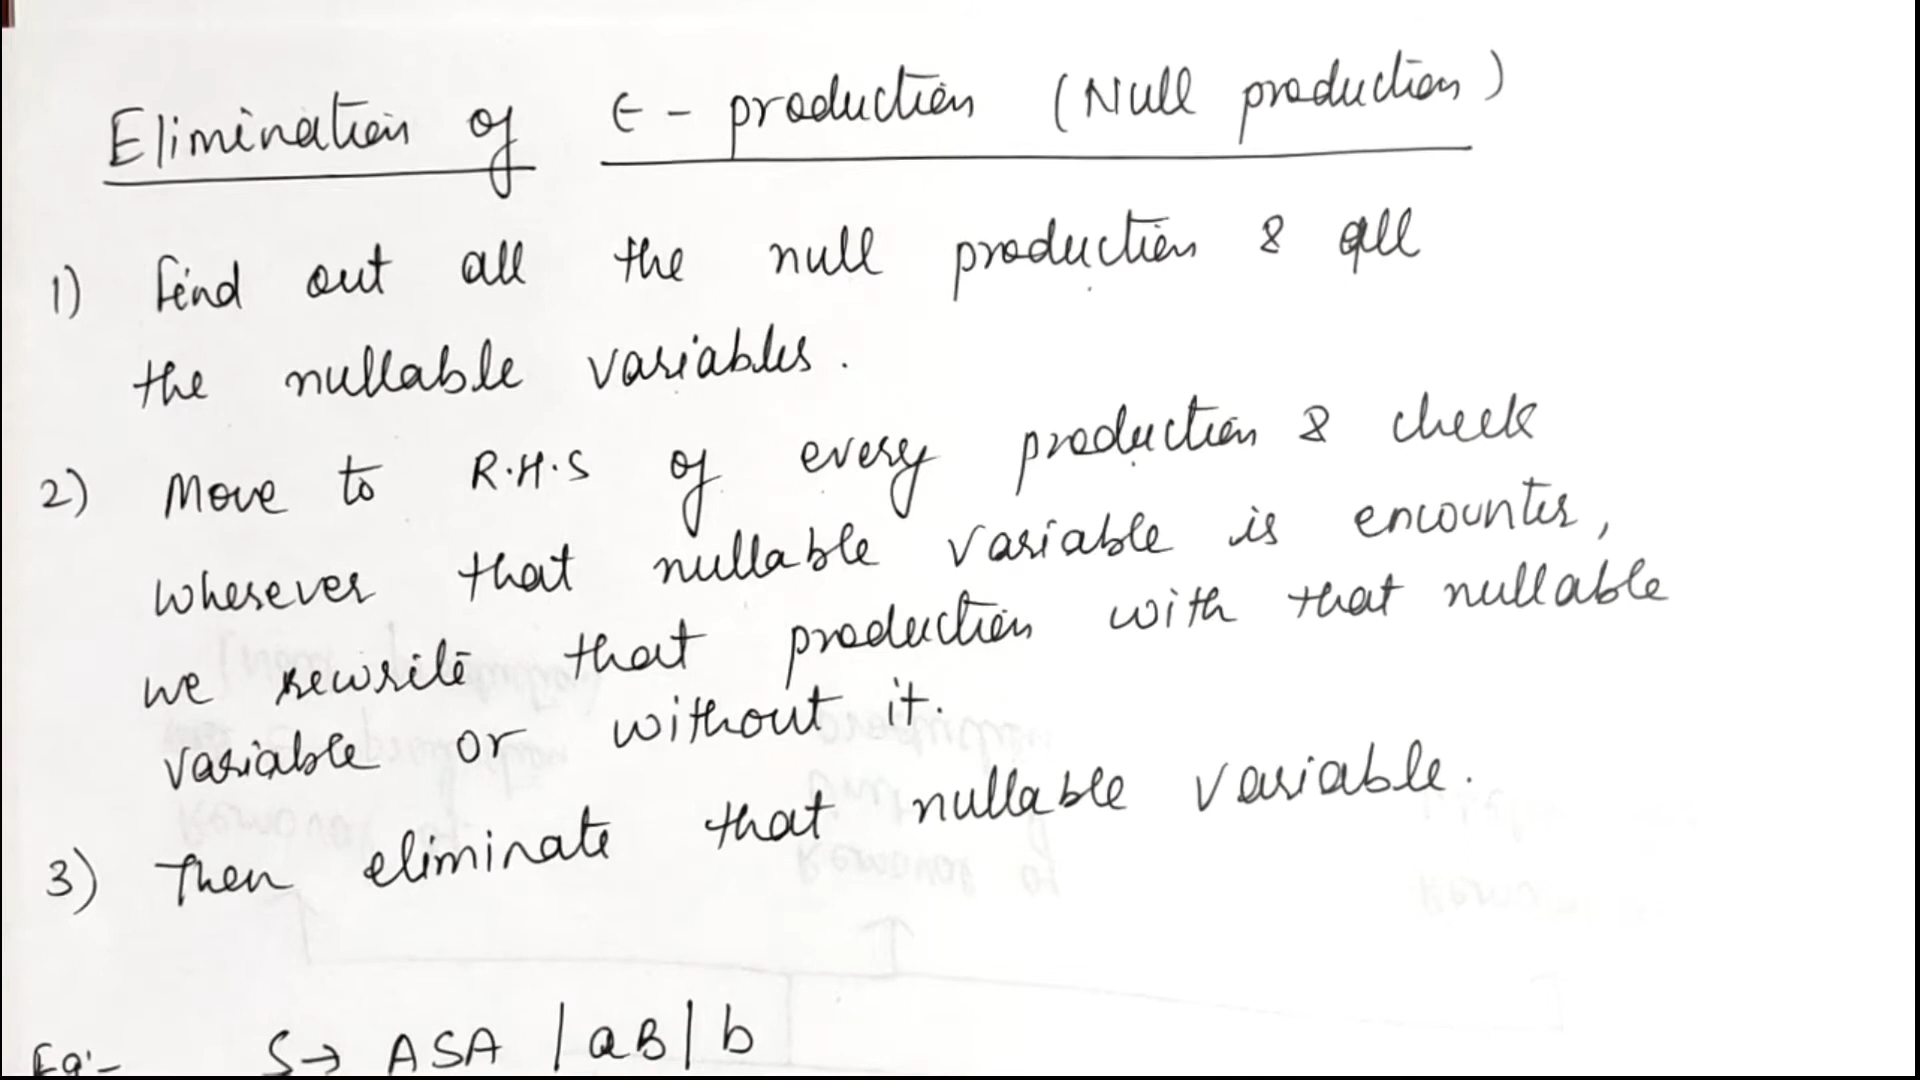 Elimination of ϵ - production (Null production)
1) Find out all the null production & all
the nullable variables.
2) Move to R.H.S of every production & check
wherever that nullable variable is encounter,
we rewrite that production with that nullable
variable or without it.
3) Then eliminate that nullable variable.
Eg:- S → ASA | aB | b